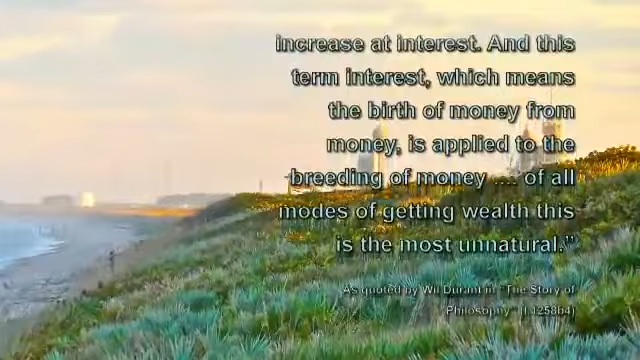 increase at interest. And this
term interest, which means
the birth of money from
money, is applied to the
breeding of money .... of all
modes of getting wealth this
is the most unnatural.”
As quoted by Wil Durant in "The Story of
Philosophy" (I.1258b4)